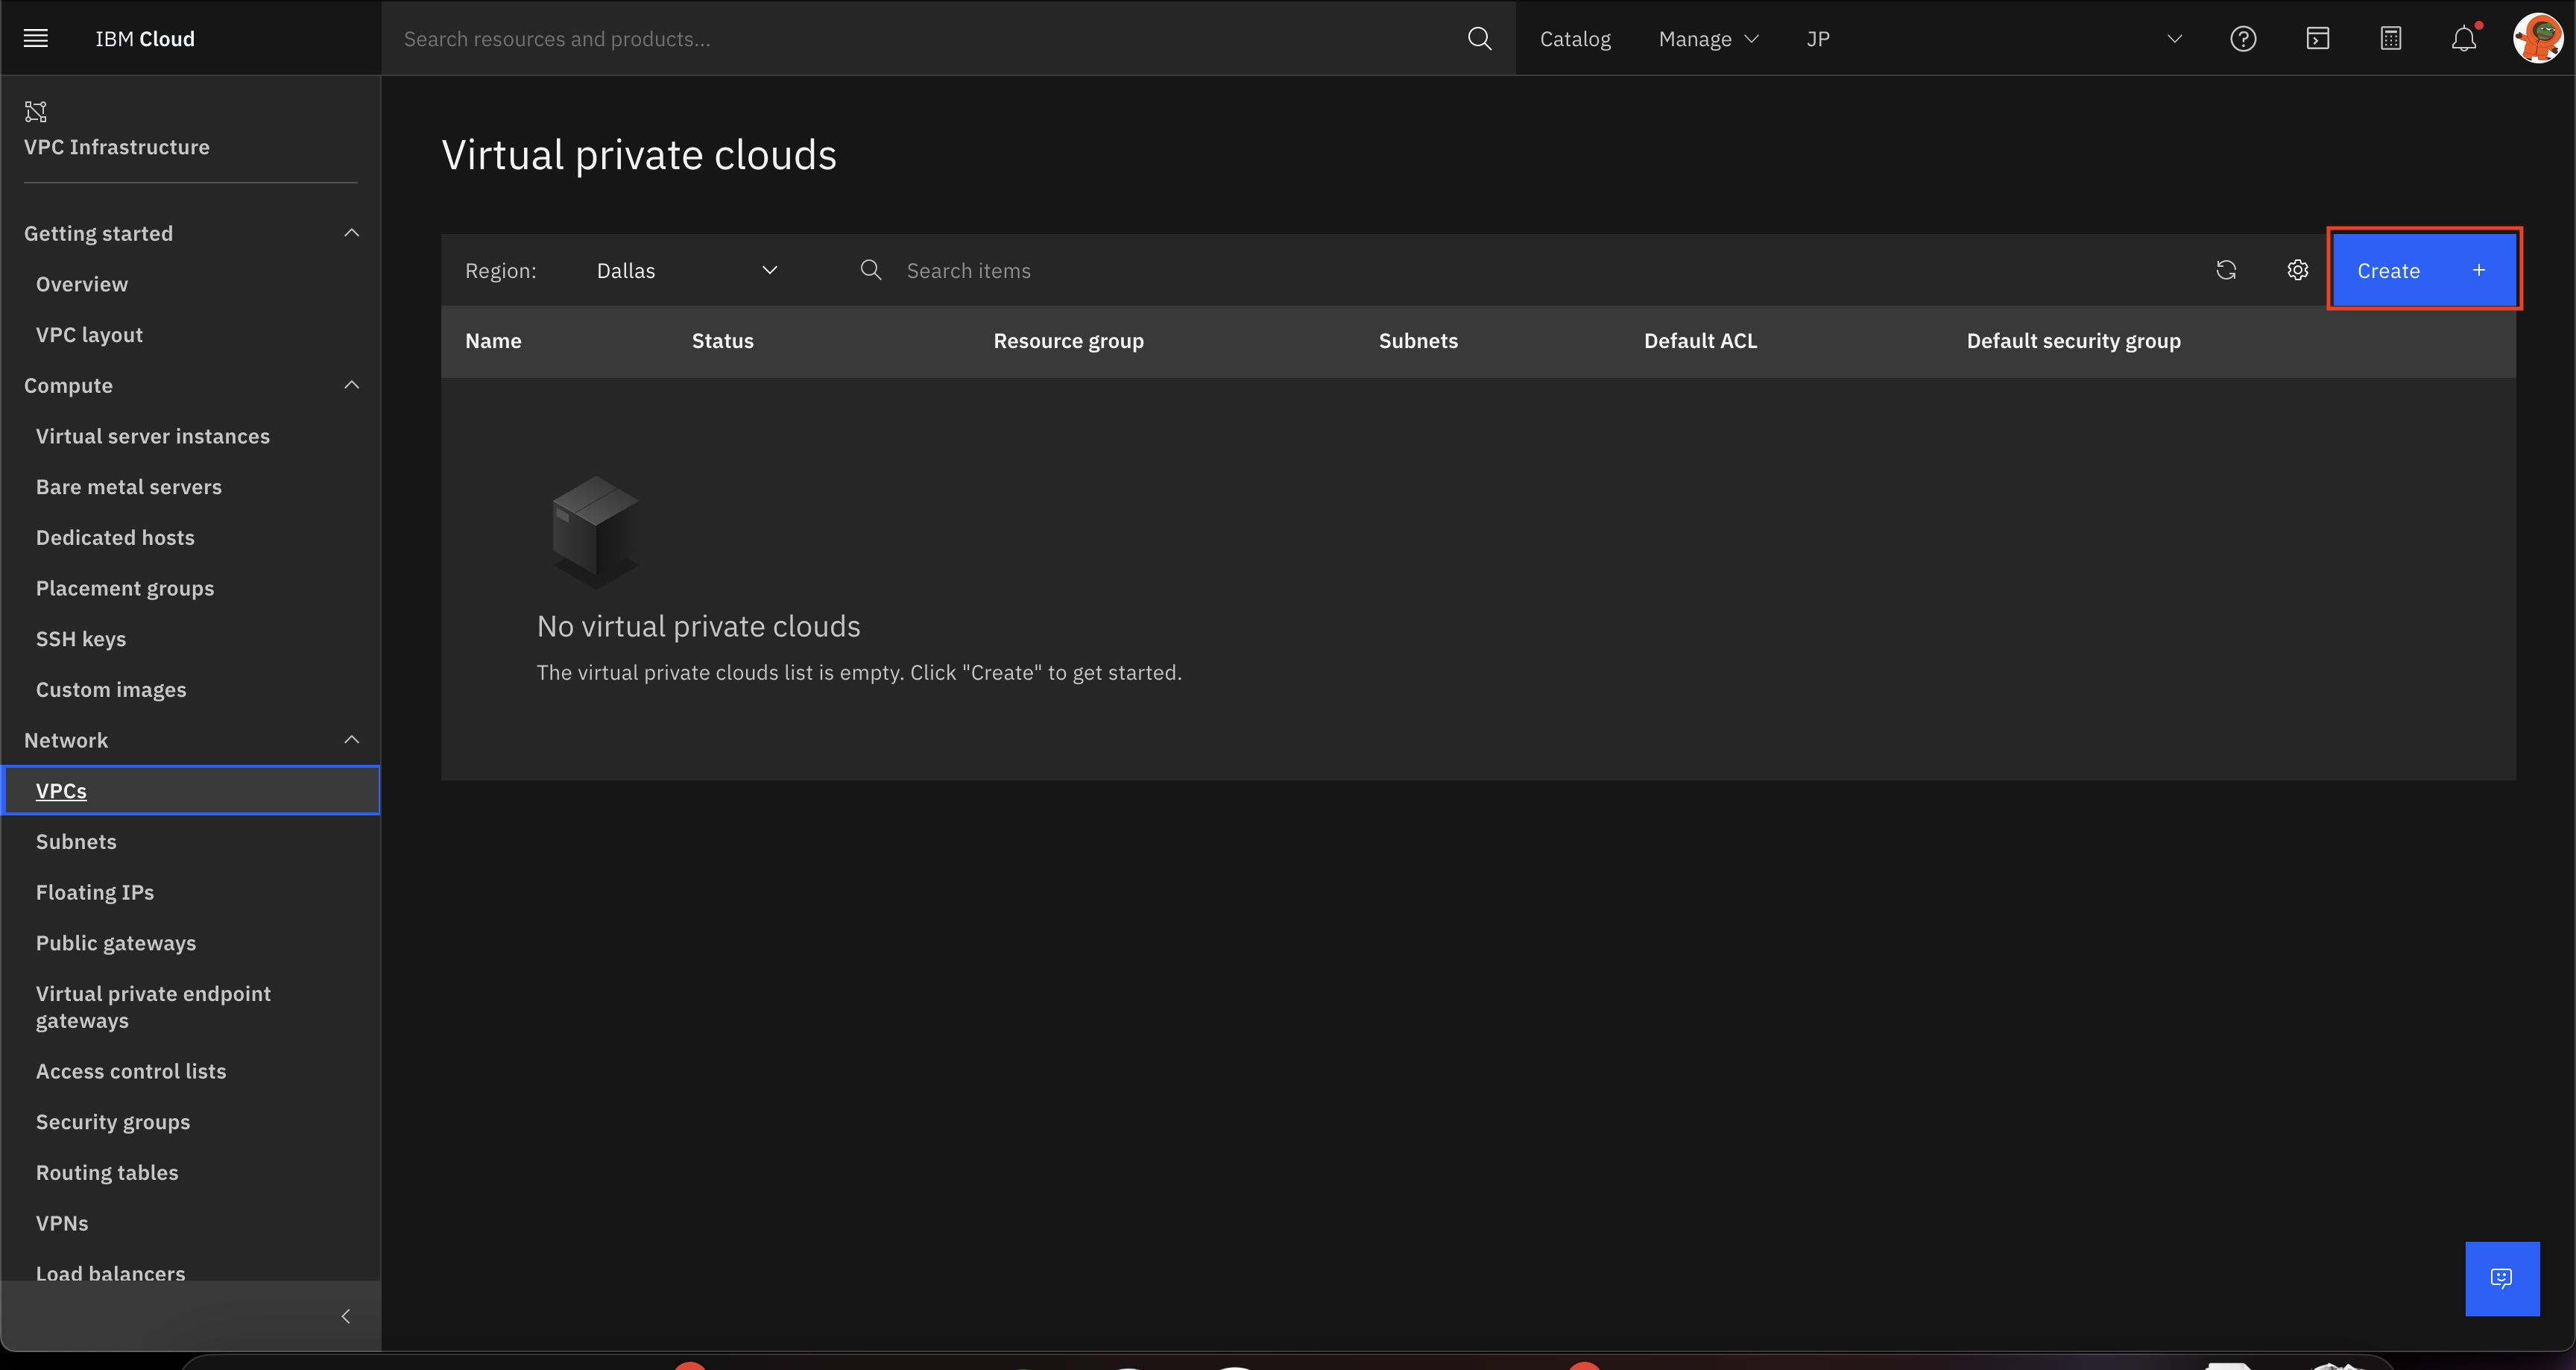 IBM Cloud
Search resources and products...
Catalog
Manage
JP
VPC Infrastructure
Getting started
Overview
VPC layout
Compute
Virtual server instances
Bare metal servers
Dedicated hosts
Placement groups
SSH keys
Custom images
Network
VPCs
Subnets
Floating IPs
Public gateways
Virtual private endpoint
gateways
Access control lists
Security groups
Routing tables
VPNs
Load balancers
Virtual private clouds
Region:
Dallas
Search items
Create +
Name
Status
Resource group
Subnets
Default ACL
Default security group
No virtual private clouds
The virtual private clouds list is empty. Click "Create" to get started.